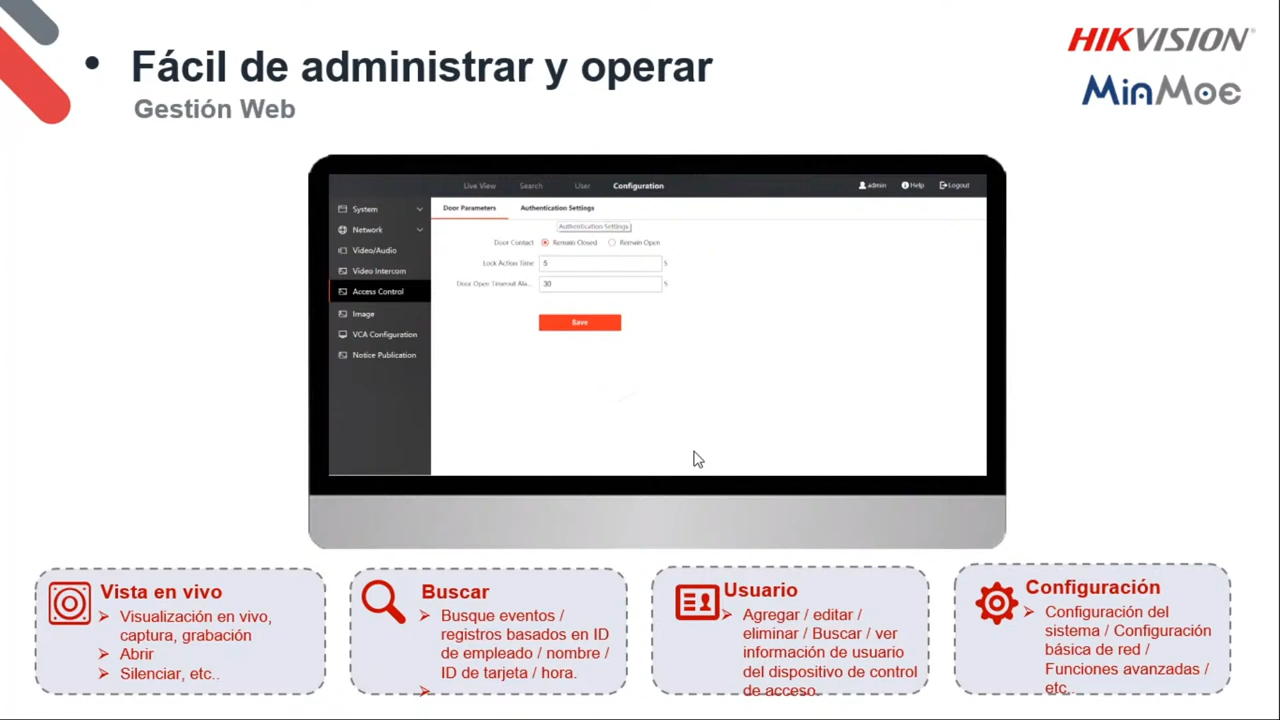 • Fácil de administrar y operar
Gestión Web
HIKVISION
MinMoe
Live View Search User Configuration admin Help Logout
System
Network
Video/Audio
Video Intercom
Access Control
Image
VCA Configuration
Notice Publication
Door Parameters Authentication Settings
Authentication Settings
Door Contact Remain Closed Remain Open
Lock Action Time 5 s
Door Open Timeout Ala... 30 s
Save
Vista en vivo
➢ Visualización en vivo,
captura, grabación
➢ Abrir
➢ Silenciar, etc..
Buscar
➢ Busque eventos /
registros basados en ID
de empleado / nombre /
ID de tarjeta / hora.
➢
Usuario
➢ Agregar / editar /
eliminar / Buscar / ver
información de usuario
del dispositivo de control
de acceso.
Configuración
➢ Configuración del
sistema / Configuración
básica de red /
Funciones avanzadas /
etc..